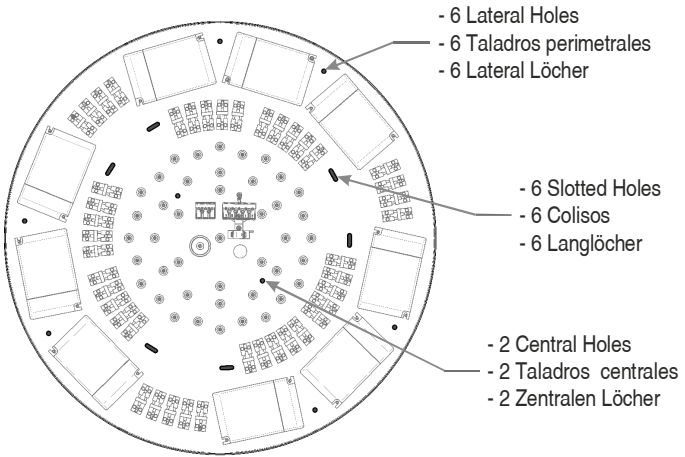 - 6 Lateral Holes
- 6 Taladros perimetrales
- 6 Lateral Löcher
- 6 Slotted Holes
- 6 Colisos
- 6 Langlöcher
- 2 Central Holes
- 2 Taladros centrales
- 2 Zentralen Löcher